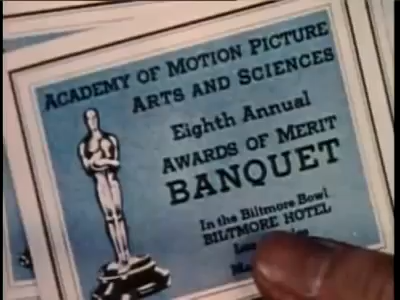 ACADEMY OF MOTION PICTURE
ARTS AND SCIENCES
Eighth Annual
AWARDS OF MERIT
BANQUET
In the Biltmore Bowl
BILTMORE HOTEL